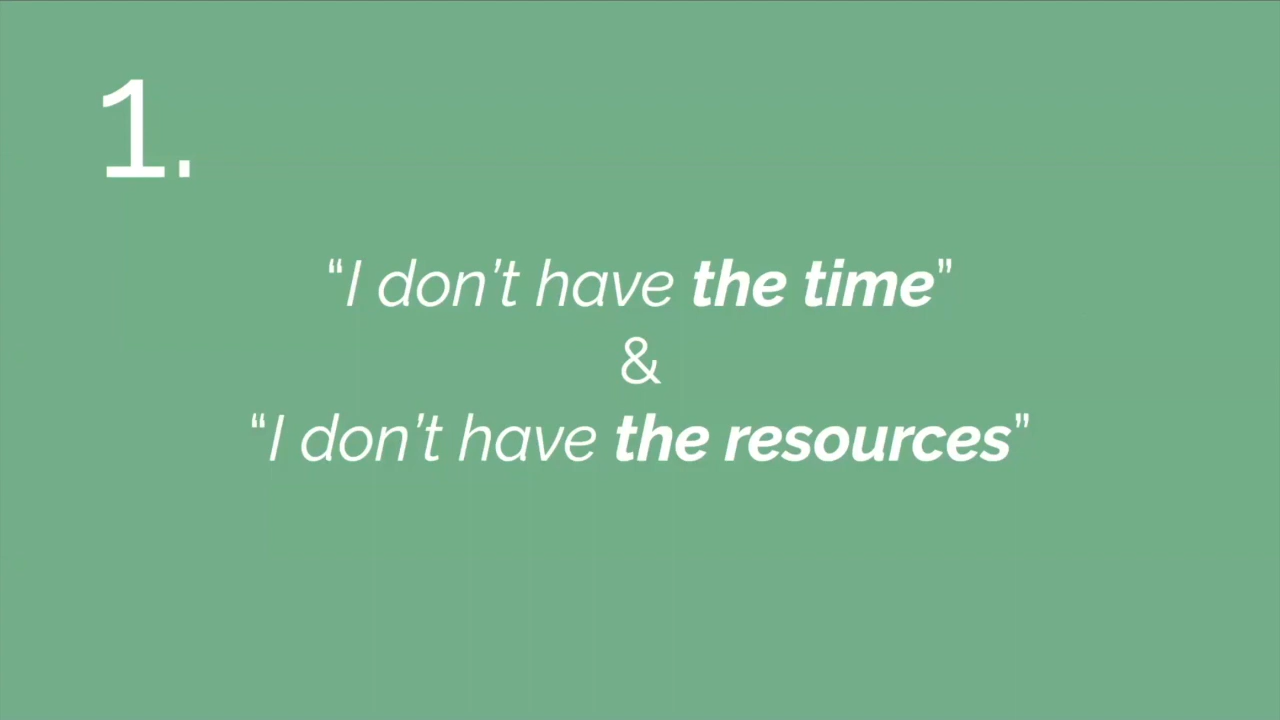 1.
“I don’t have the time”
&
“I don’t have the resources”